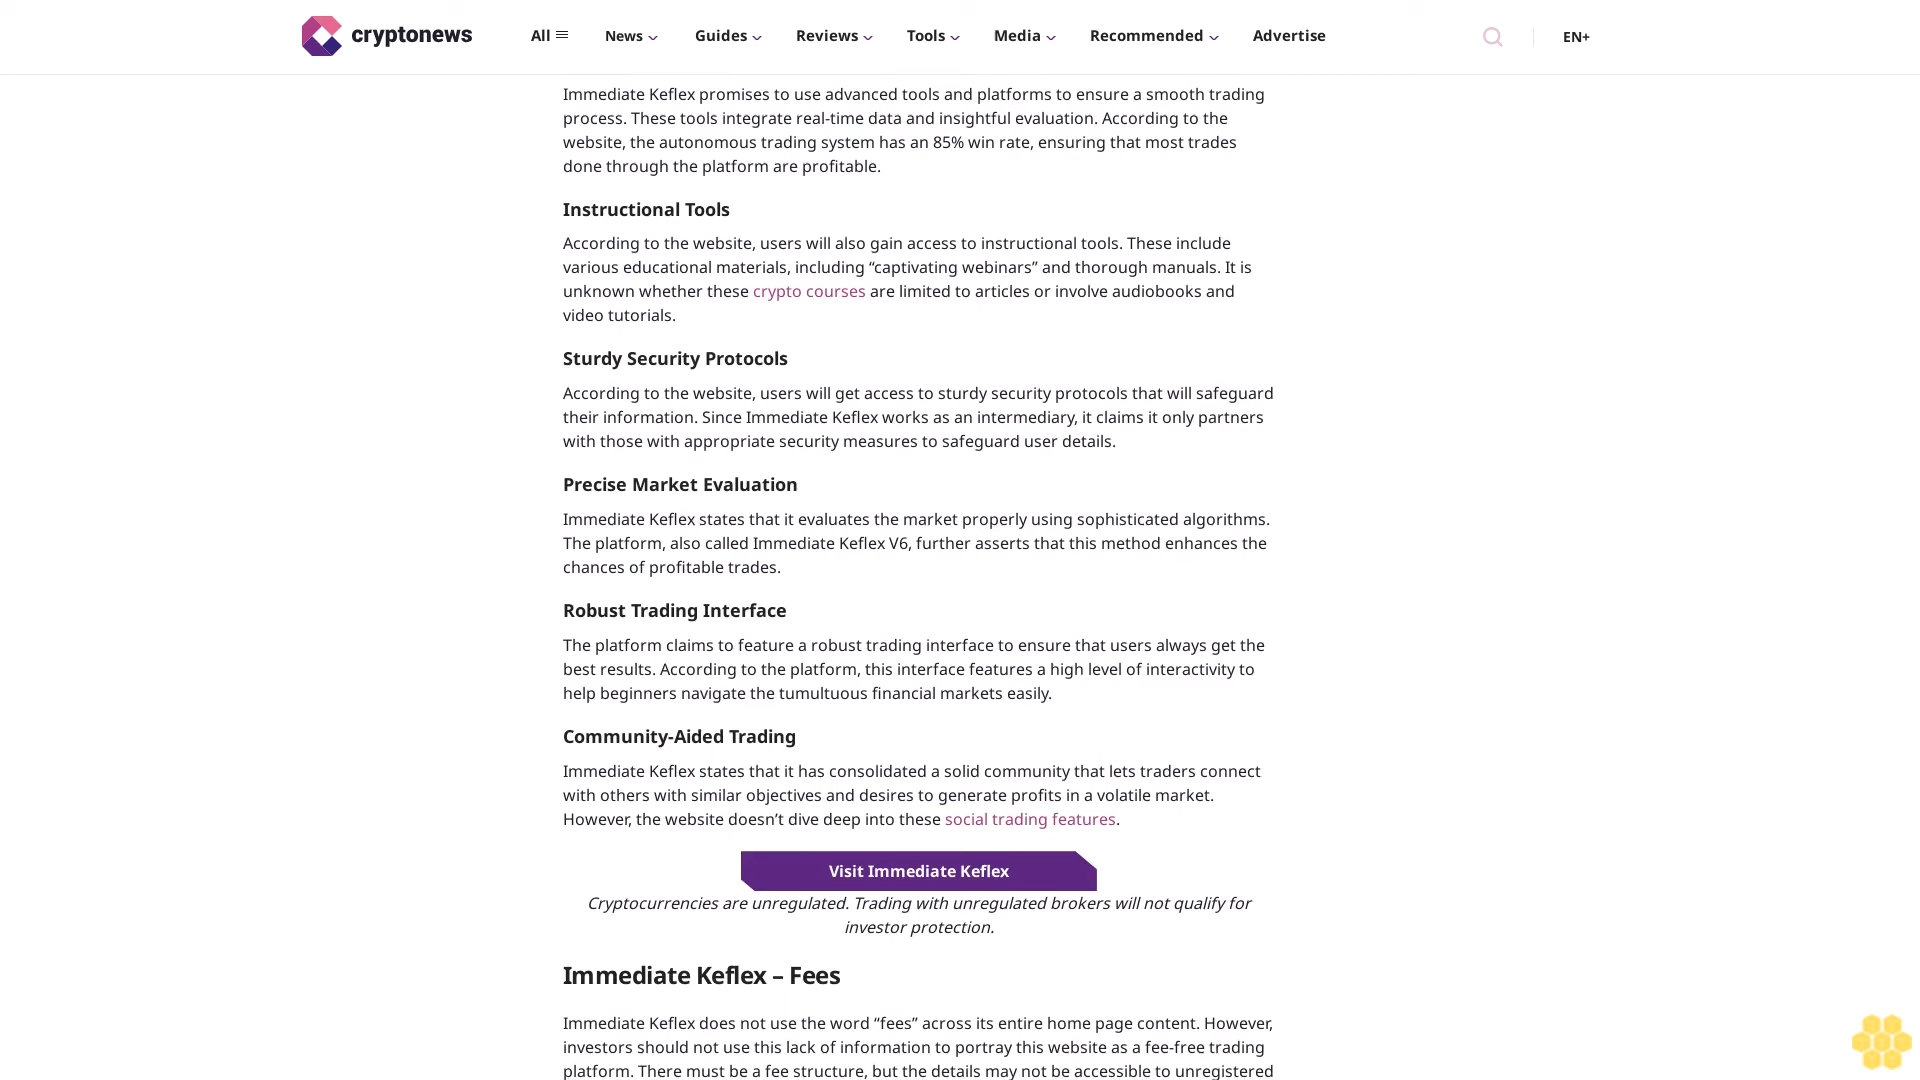 cryptonews
All
News
Guides
Reviews
Tools
Media
Recommended
Advertise
EN+
Immediate Keflex promises to use advanced tools and platforms to ensure a smooth trading
process. These tools integrate real-time data and insightful evaluation. According to the
website, the autonomous trading system has an 85% win rate, ensuring that most trades
done through the platform are profitable.
Instructional Tools
According to the website, users will also gain access to instructional tools. These include
various educational materials, including “captivating webinars” and thorough manuals. It is
unknown whether these crypto courses are limited to articles or involve audiobooks and
video tutorials.
Sturdy Security Protocols
According to the website, users will get access to sturdy security protocols that will safeguard
their information. Since Immediate Keflex works as an intermediary, it claims it only partners
with those with appropriate security measures to safeguard user details.
Precise Market Evaluation
Immediate Keflex states that it evaluates the market properly using sophisticated algorithms.
The platform, also called Immediate Keflex V6, further asserts that this method enhances the
chances of profitable trades.
Robust Trading Interface
The platform claims to feature a robust trading interface to ensure that users always get the
best results. According to the platform, this interface features a high level of interactivity to
help beginners navigate the tumultuous financial markets easily.
Community-Aided Trading
Immediate Keflex states that it has consolidated a solid community that lets traders connect
with others with similar objectives and desires to generate profits in a volatile market.
However, the website doesn’t dive deep into these social trading features.
Visit Immediate Keflex
Cryptocurrencies are unregulated. Trading with unregulated brokers will not qualify for
investor protection.
Immediate Keflex – Fees
Immediate Keflex does not use the word “fees” across its entire home page content. However,
investors should not use this lack of information to portray this website as a fee-free trading
platform. There must be a fee structure, but the details may not be accessible to unregistered